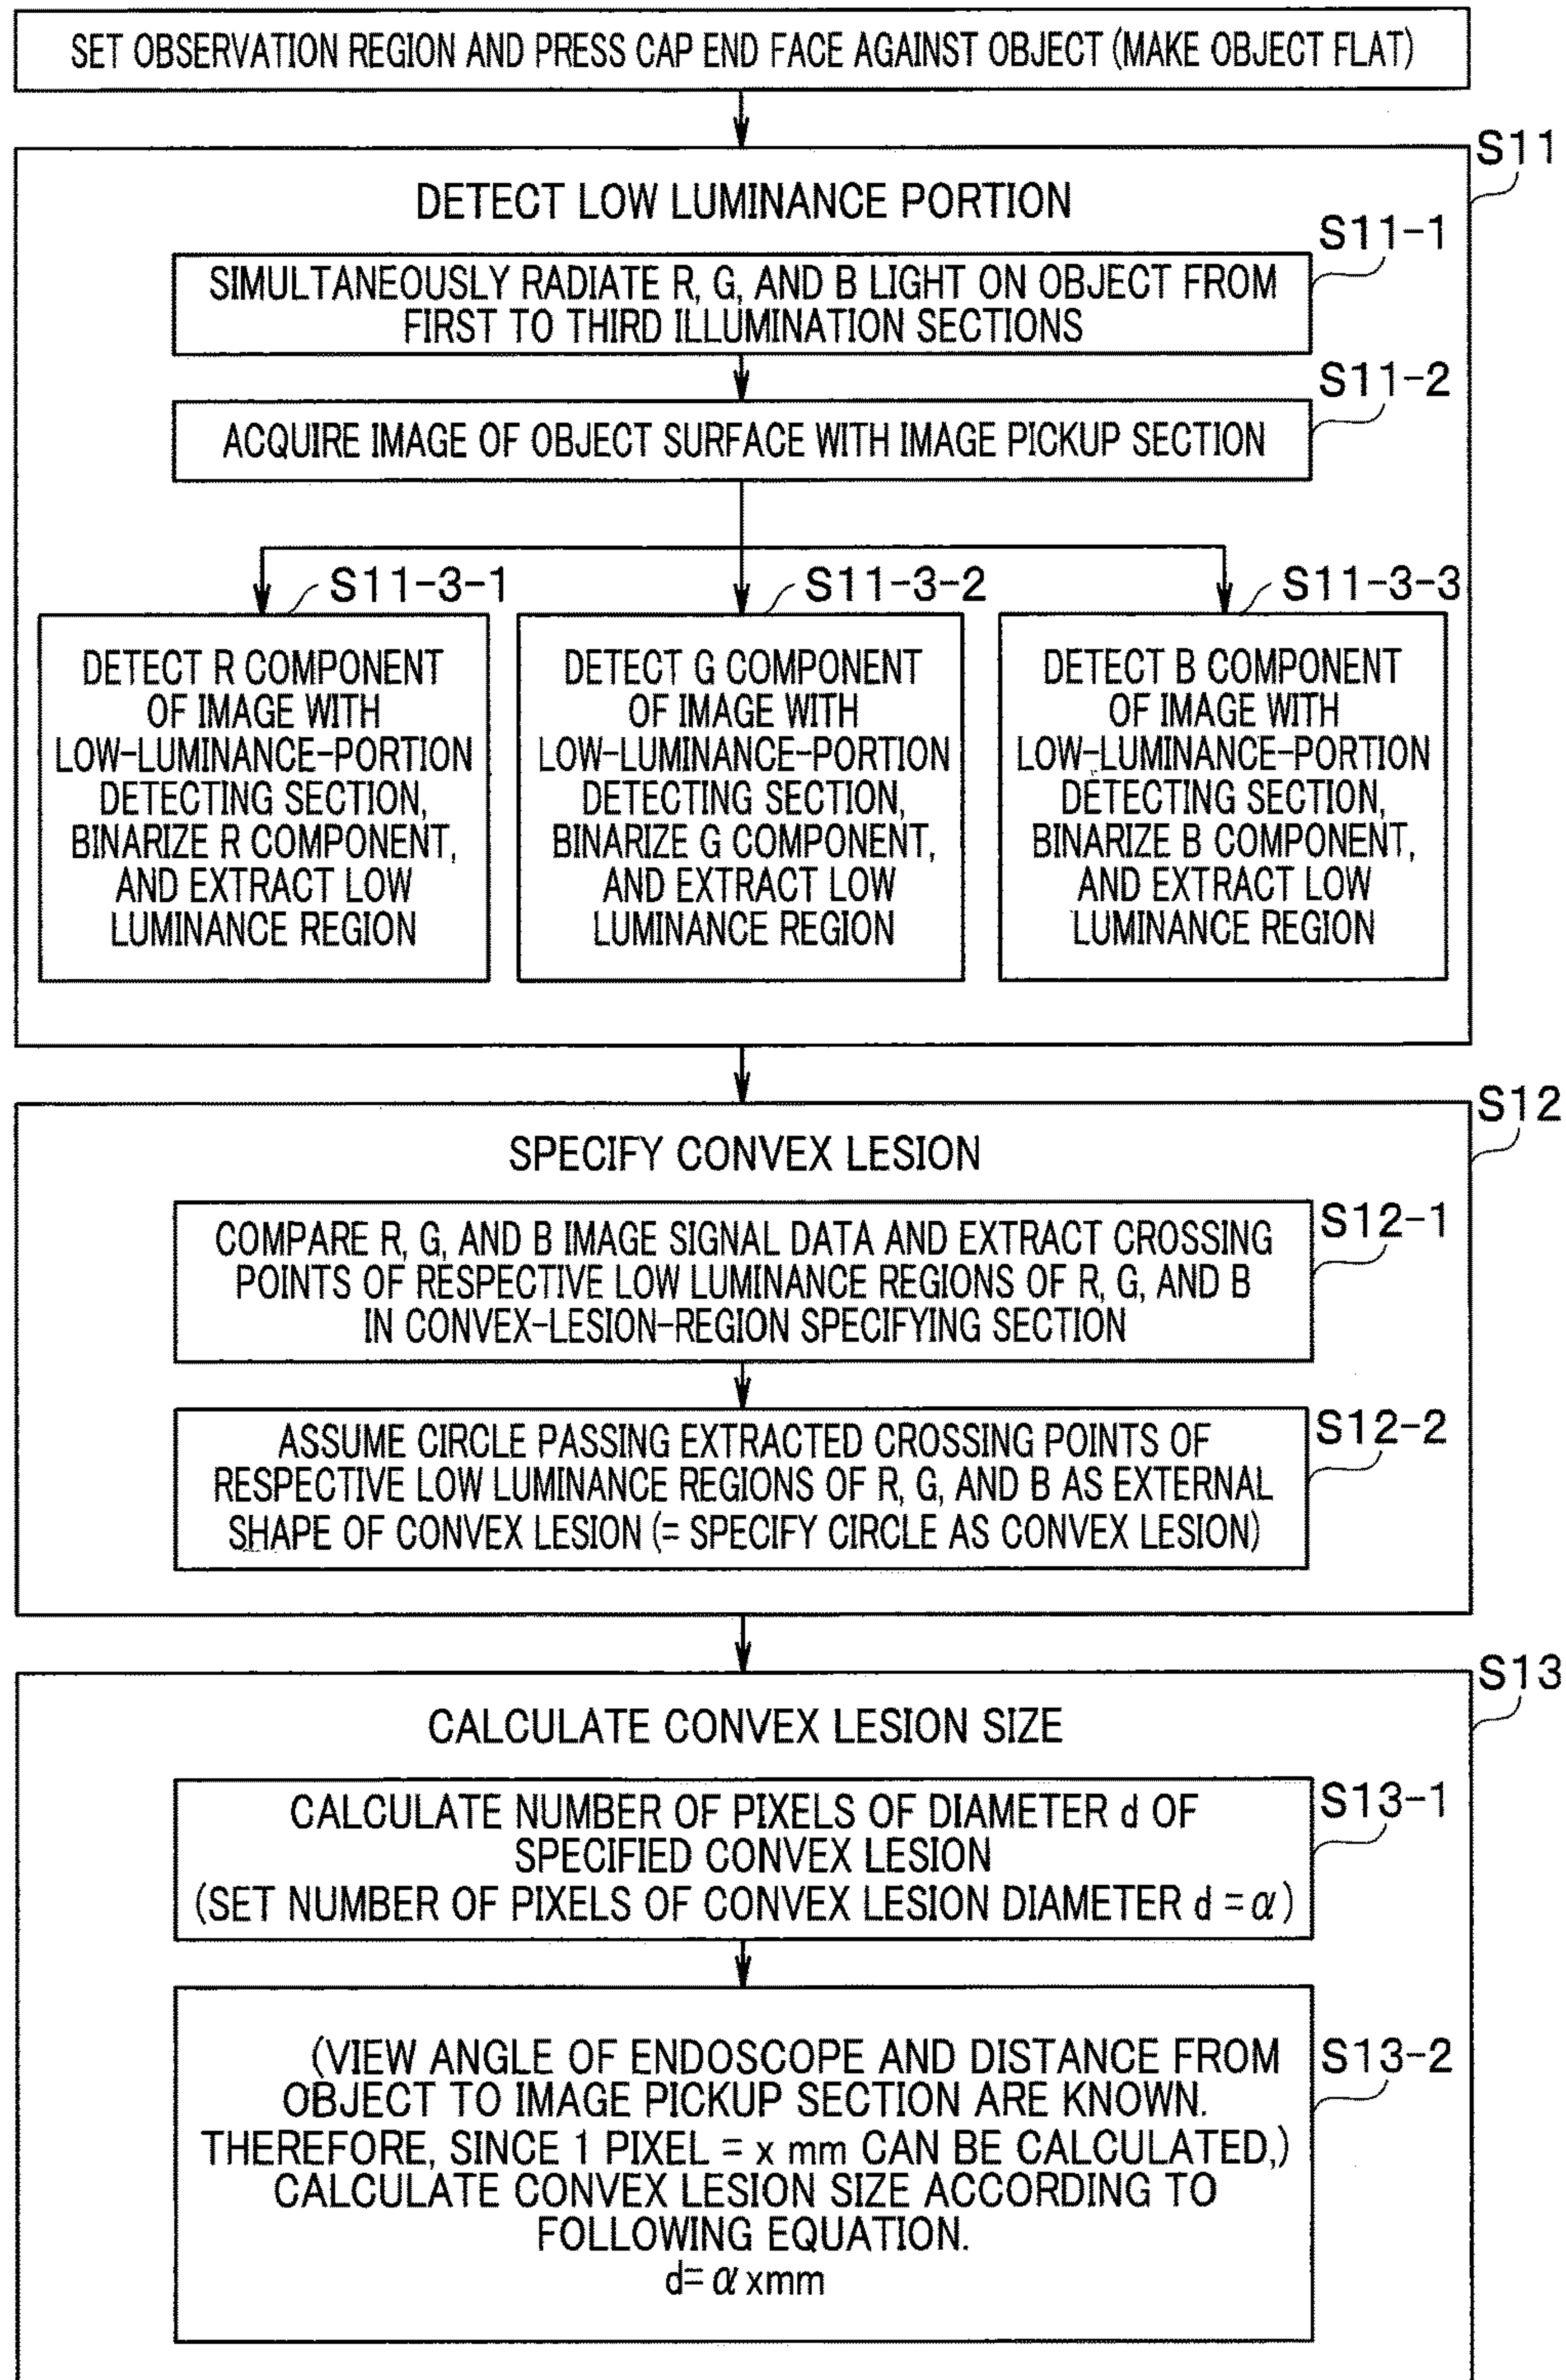 SET OBSERVATION REGION AND PRESS CAP END FACE AGAINST OBJECT (MAKE OBJECT FLAT)
S11
DETECT LOW LUMINANCE PORTION
S11-1
SIMULTANEOUSLY RADIATE R, G, AND B LIGHT ON OBJECT FROM
FIRST TO THIRD ILLUMINATION SECTIONS
S11-2
ACQUIRE IMAGE OF OBJECT SURFACE WITH IMAGE PICKUP SECTION
S11-3-1
DETECT R COMPONENT
OF IMAGE WITH
LOW-LUMINANCE-PORTION
DETECTING SECTION,
BINARIZE R COMPONENT,
AND EXTRACT LOW
LUMINANCE REGION
S11-3-2
DETECT G COMPONENT
OF IMAGE WITH
LOW-LUMINANCE-PORTION
DETECTING SECTION,
BINARIZE G COMPONENT,
AND EXTRACT LOW
LUMINANCE REGION
S11-3-3
DETECT B COMPONENT
OF IMAGE WITH
LOW-LUMINANCE-PORTION
DETECTING SECTION,
BINARIZE B COMPONENT,
AND EXTRACT LOW
LUMINANCE REGION
S12
SPECIFY CONVEX LESION
S12-1
COMPARE R, G, AND B IMAGE SIGNAL DATA AND EXTRACT CROSSING
POINTS OF RESPECTIVE LOW LUMINANCE REGIONS OF R, G, AND B
IN CONVEX-LESION-REGION SPECIFYING SECTION
S12-2
ASSUME CIRCLE PASSING EXTRACTED CROSSING POINTS OF
RESPECTIVE LOW LUMINANCE REGIONS OF R, G, AND B AS EXTERNAL
SHAPE OF CONVEX LESION (= SPECIFY CIRCLE AS CONVEX LESION)
S13
CALCULATE CONVEX LESION SIZE
S13-1
CALCULATE NUMBER OF PIXELS OF DIAMETER d OF
SPECIFIED CONVEX LESION
(SET NUMBER OF PIXELS OF CONVEX LESION DIAMETER d = α)
S13-2
(VIEW ANGLE OF ENDOSCOPE AND DISTANCE FROM
OBJECT TO IMAGE PICKUP SECTION ARE KNOWN.
THEREFORE, SINCE 1 PIXEL = x mm CAN BE CALCULATED,)
CALCULATE CONVEX LESION SIZE ACCORDING TO
FOLLOWING EQUATION.
d= α xmm